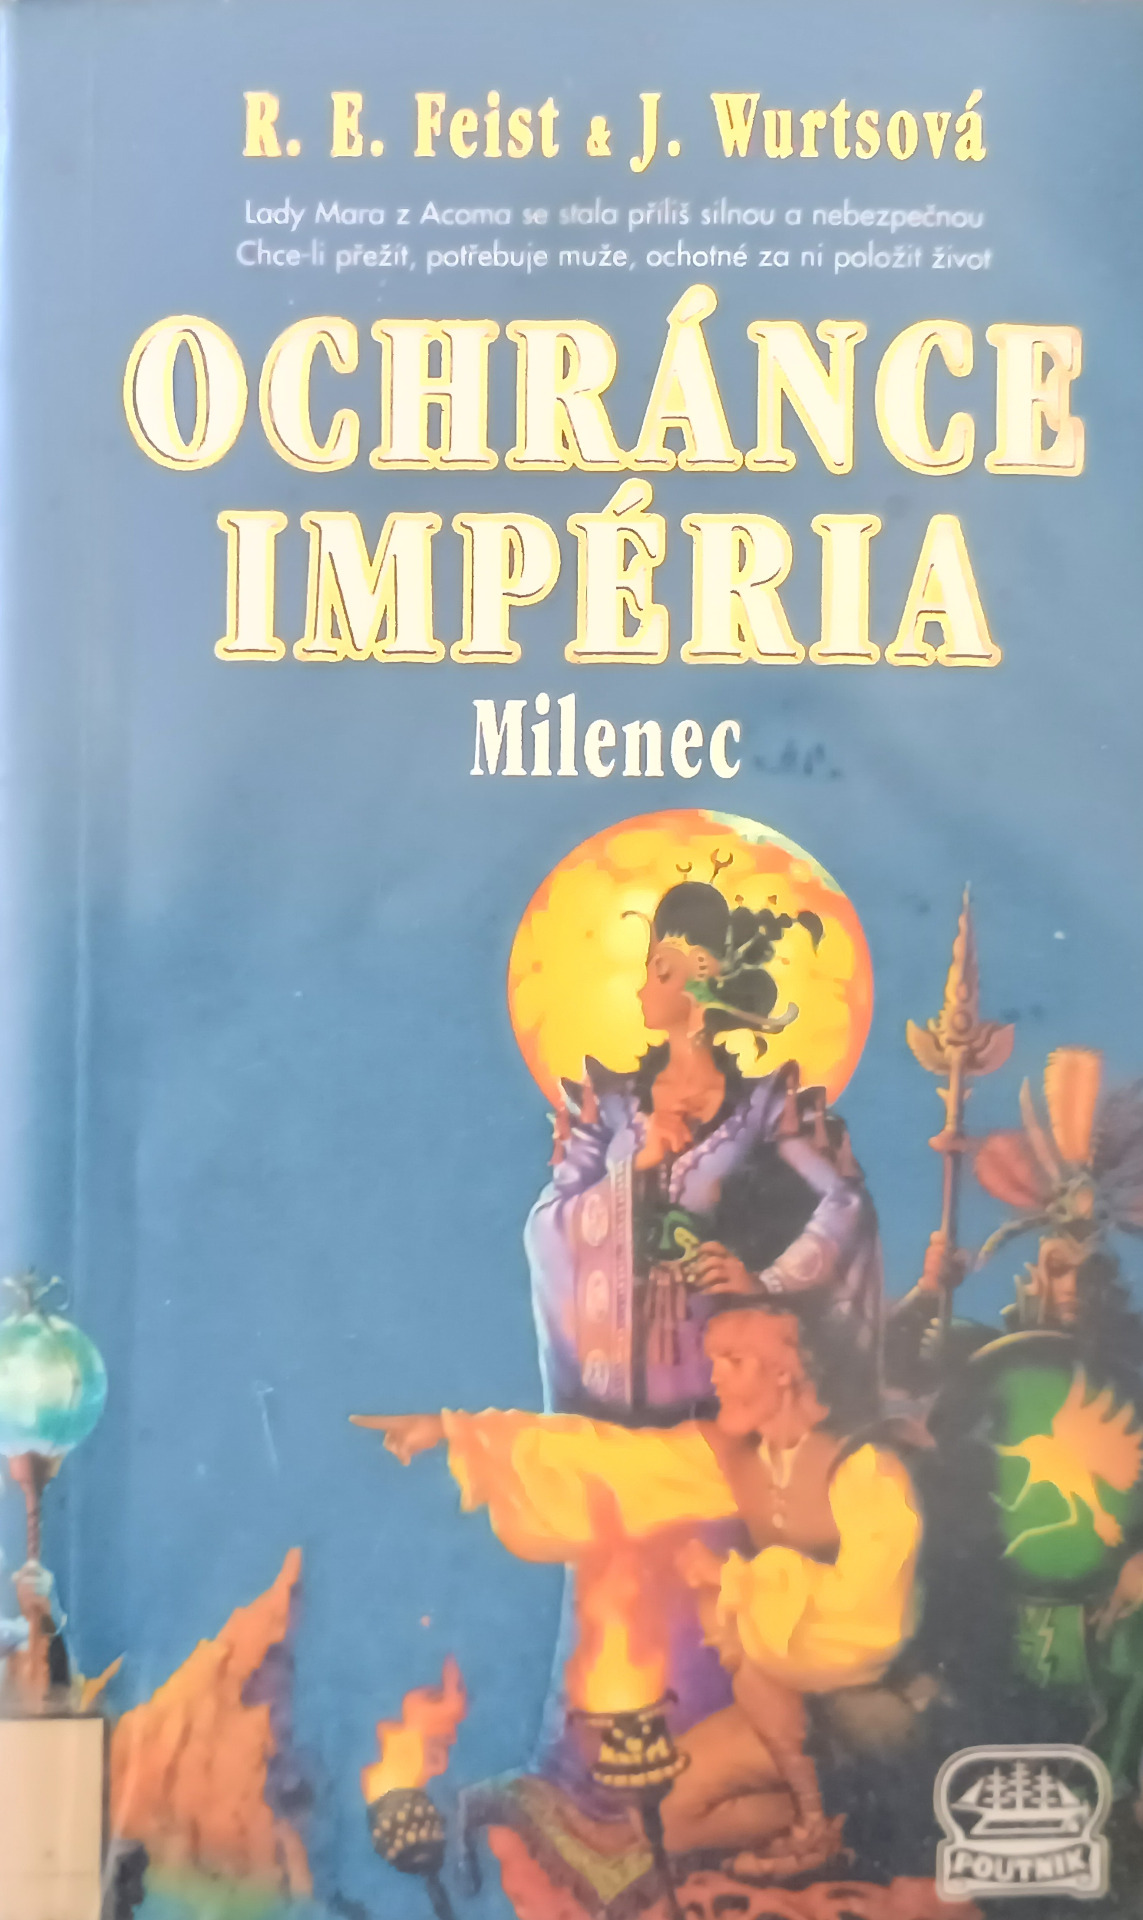 R. E. Feist & J. Wurtsová
Lady Mara z Acoma se stala příliš silnou a nebezpečnou
Chce-li přežít, potřebuje muže, ochotné za ni položit život
OCHRÁNCE
IMPÉRIA
Milenec
POUTNÍK